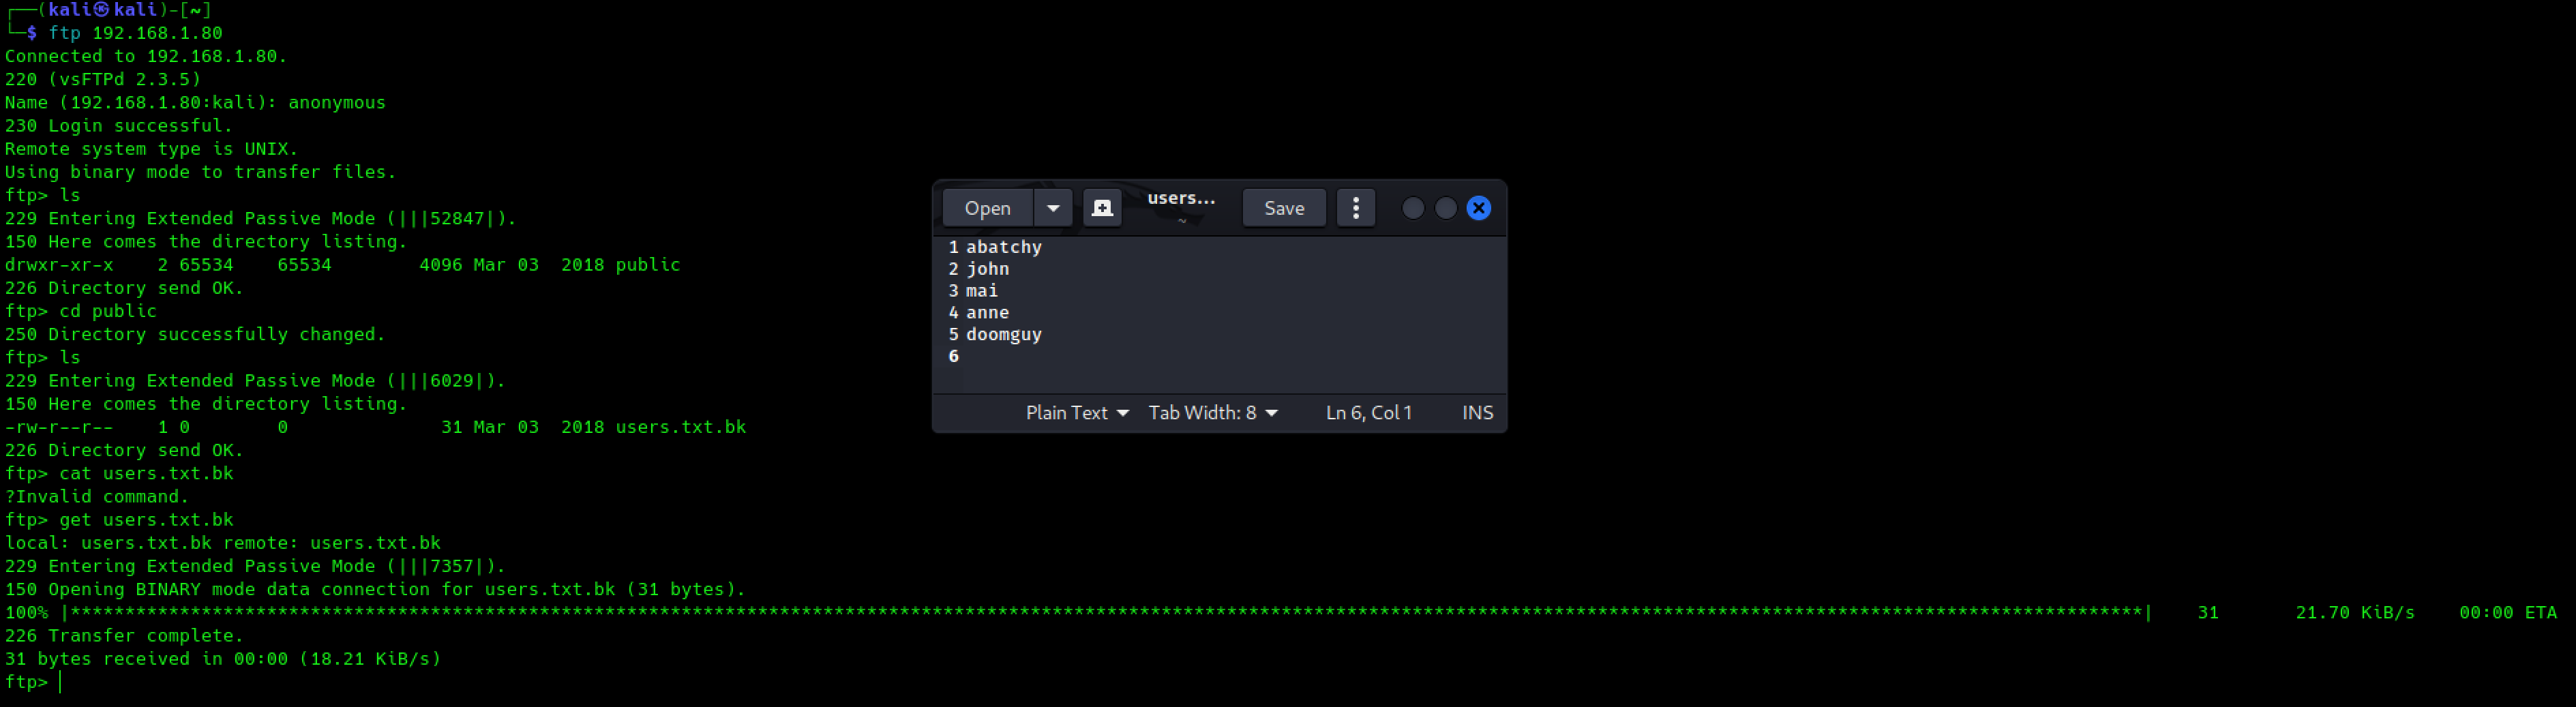 ┌──(kali㉿kali)-[~]
└─$ ftp 192.168.1.80
Connected to 192.168.1.80.
220 (vsFTPd 2.3.5)
Name (192.168.1.80:kali): anonymous
230 Login successful.
Remote system type is UNIX.
Using binary mode to transfer files.
ftp> ls
229 Entering Extended Passive Mode (|||52847|).
150 Here comes the directory listing.
drwxr-xr-x    2 65534    65534        4096 Mar 03  2018 public
226 Directory send OK.
ftp> cd public
250 Directory successfully changed.
ftp> ls
229 Entering Extended Passive Mode (|||6029|).
150 Here comes the directory listing.
-rw-r--r--    1 0        0              31 Mar 03  2018 users.txt.bk
226 Directory send OK.
ftp> cat users.txt.bk
?Invalid command.
ftp> get users.txt.bk
local: users.txt.bk remote: users.txt.bk
229 Entering Extended Passive Mode (|||7357|).
150 Opening BINARY mode data connection for users.txt.bk (31 bytes).
100% |***********************************************************************************************************************************************************************************************| 31 21.70 KiB/s 00:00 ETA
226 Transfer complete.
31 bytes received in 00:00 (18.21 KiB/s)
ftp>
Open users... Save
~
1 abatchy
2 john
3 mai
4 anne
5 doomguy
6
Plain Text Tab Width: 8 Ln 6, Col 1 INS